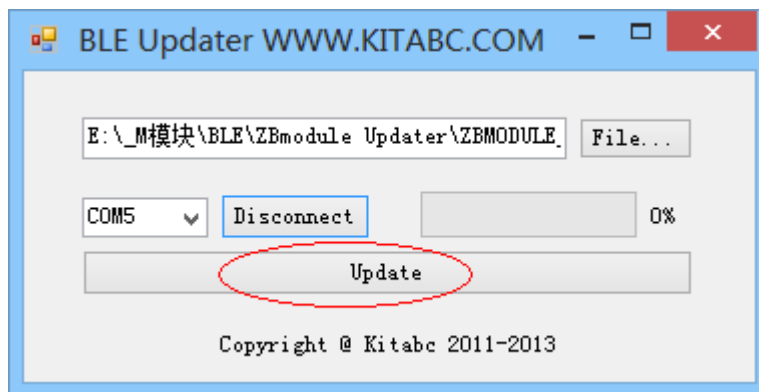 BLE Updater WWW.KITABC.COM
E:\_M模块\BLE\ZBmodule Updater\ZBMODULE_ File...
COM5 Disconnect 0%
Update
Copyright @ Kitabc 2011-2013